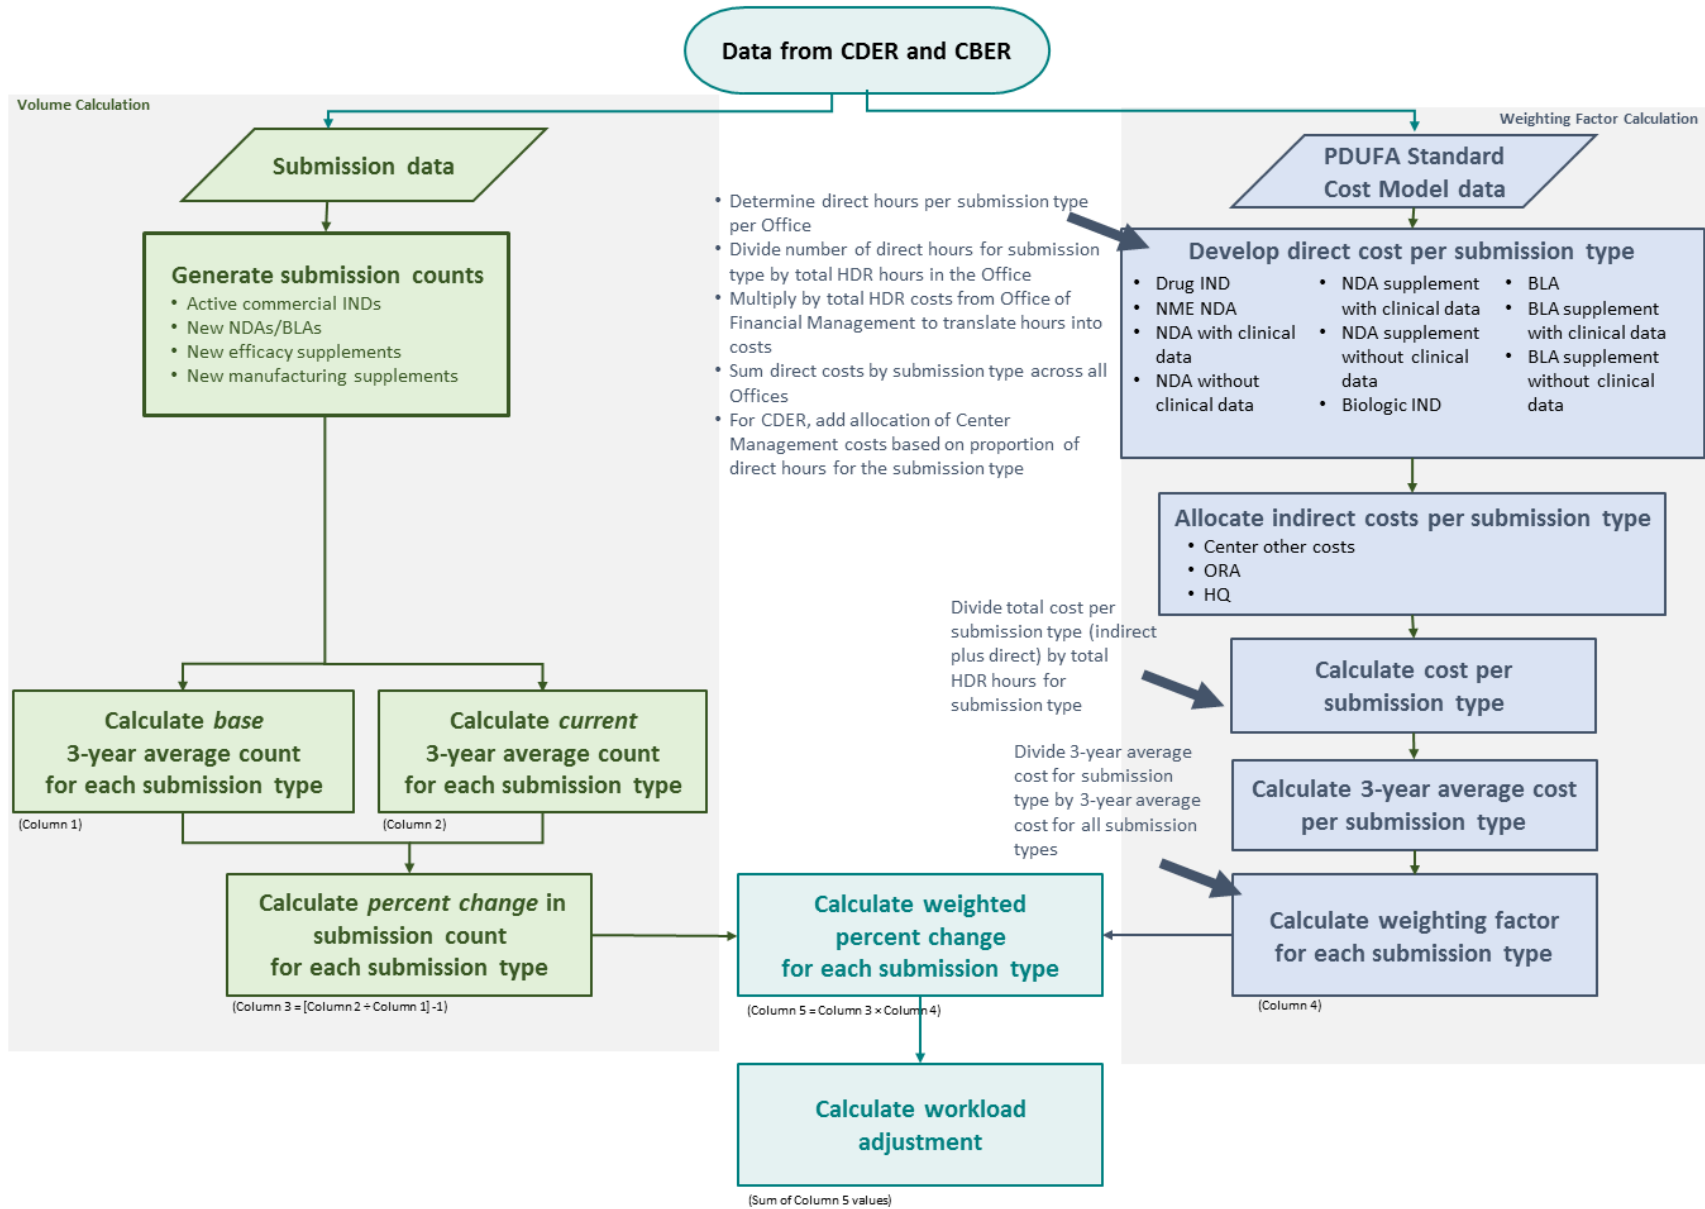 Data from CDER and CBER
Volume Calculation
Submission data
Generate submission counts
• Active commercial INDs
• New NDAs/BLAs
• New efficacy supplements
• New manufacturing supplements
Calculate base
3-year average count
for each submission type
(Column 1)
Calculate current
3-year average count
for each submission type
(Column 2)
Calculate percent change in
submission count
for each submission type
(Column 3 = [Column 2 ÷ Column 1] -1)
Weighting Factor Calculation
PDUFA Standard
Cost Model data
• Determine direct hours per submission type
per Office
• Divide number of direct hours for submission
type by total HDR hours in the Office
• Multiply by total HDR costs from Office of
Financial Management to translate hours into
costs
• Sum direct costs by submission type across all
Offices
• For CDER, add allocation of Center
Management costs based on proportion of
direct hours for the submission type
Develop direct cost per submission type
• Drug IND
• NME NDA
• NDA with clinical
data
• NDA without
clinical data
• NDA supplement
with clinical data
• NDA supplement
without clinical
data
• Biologic IND
• BLA
• BLA supplement
with clinical data
• BLA supplement
without clinical
data
Allocate indirect costs per submission type
• Center other costs
• ORA
• HQ
Divide total cost per
submission type (indirect
plus direct) by total
HDR hours for
submission type
Calculate cost per
submission type
Divide 3-year average
cost for submission
type by 3-year average
cost for all submission
types
Calculate 3-year average cost
per submission type
Calculate weighting factor
for each submission type
(Column 4)
Calculate weighted
percent change
for each submission type
(Column 5 = Column 3 × Column 4)
Calculate workload
adjustment
(Sum of Column 5 values)